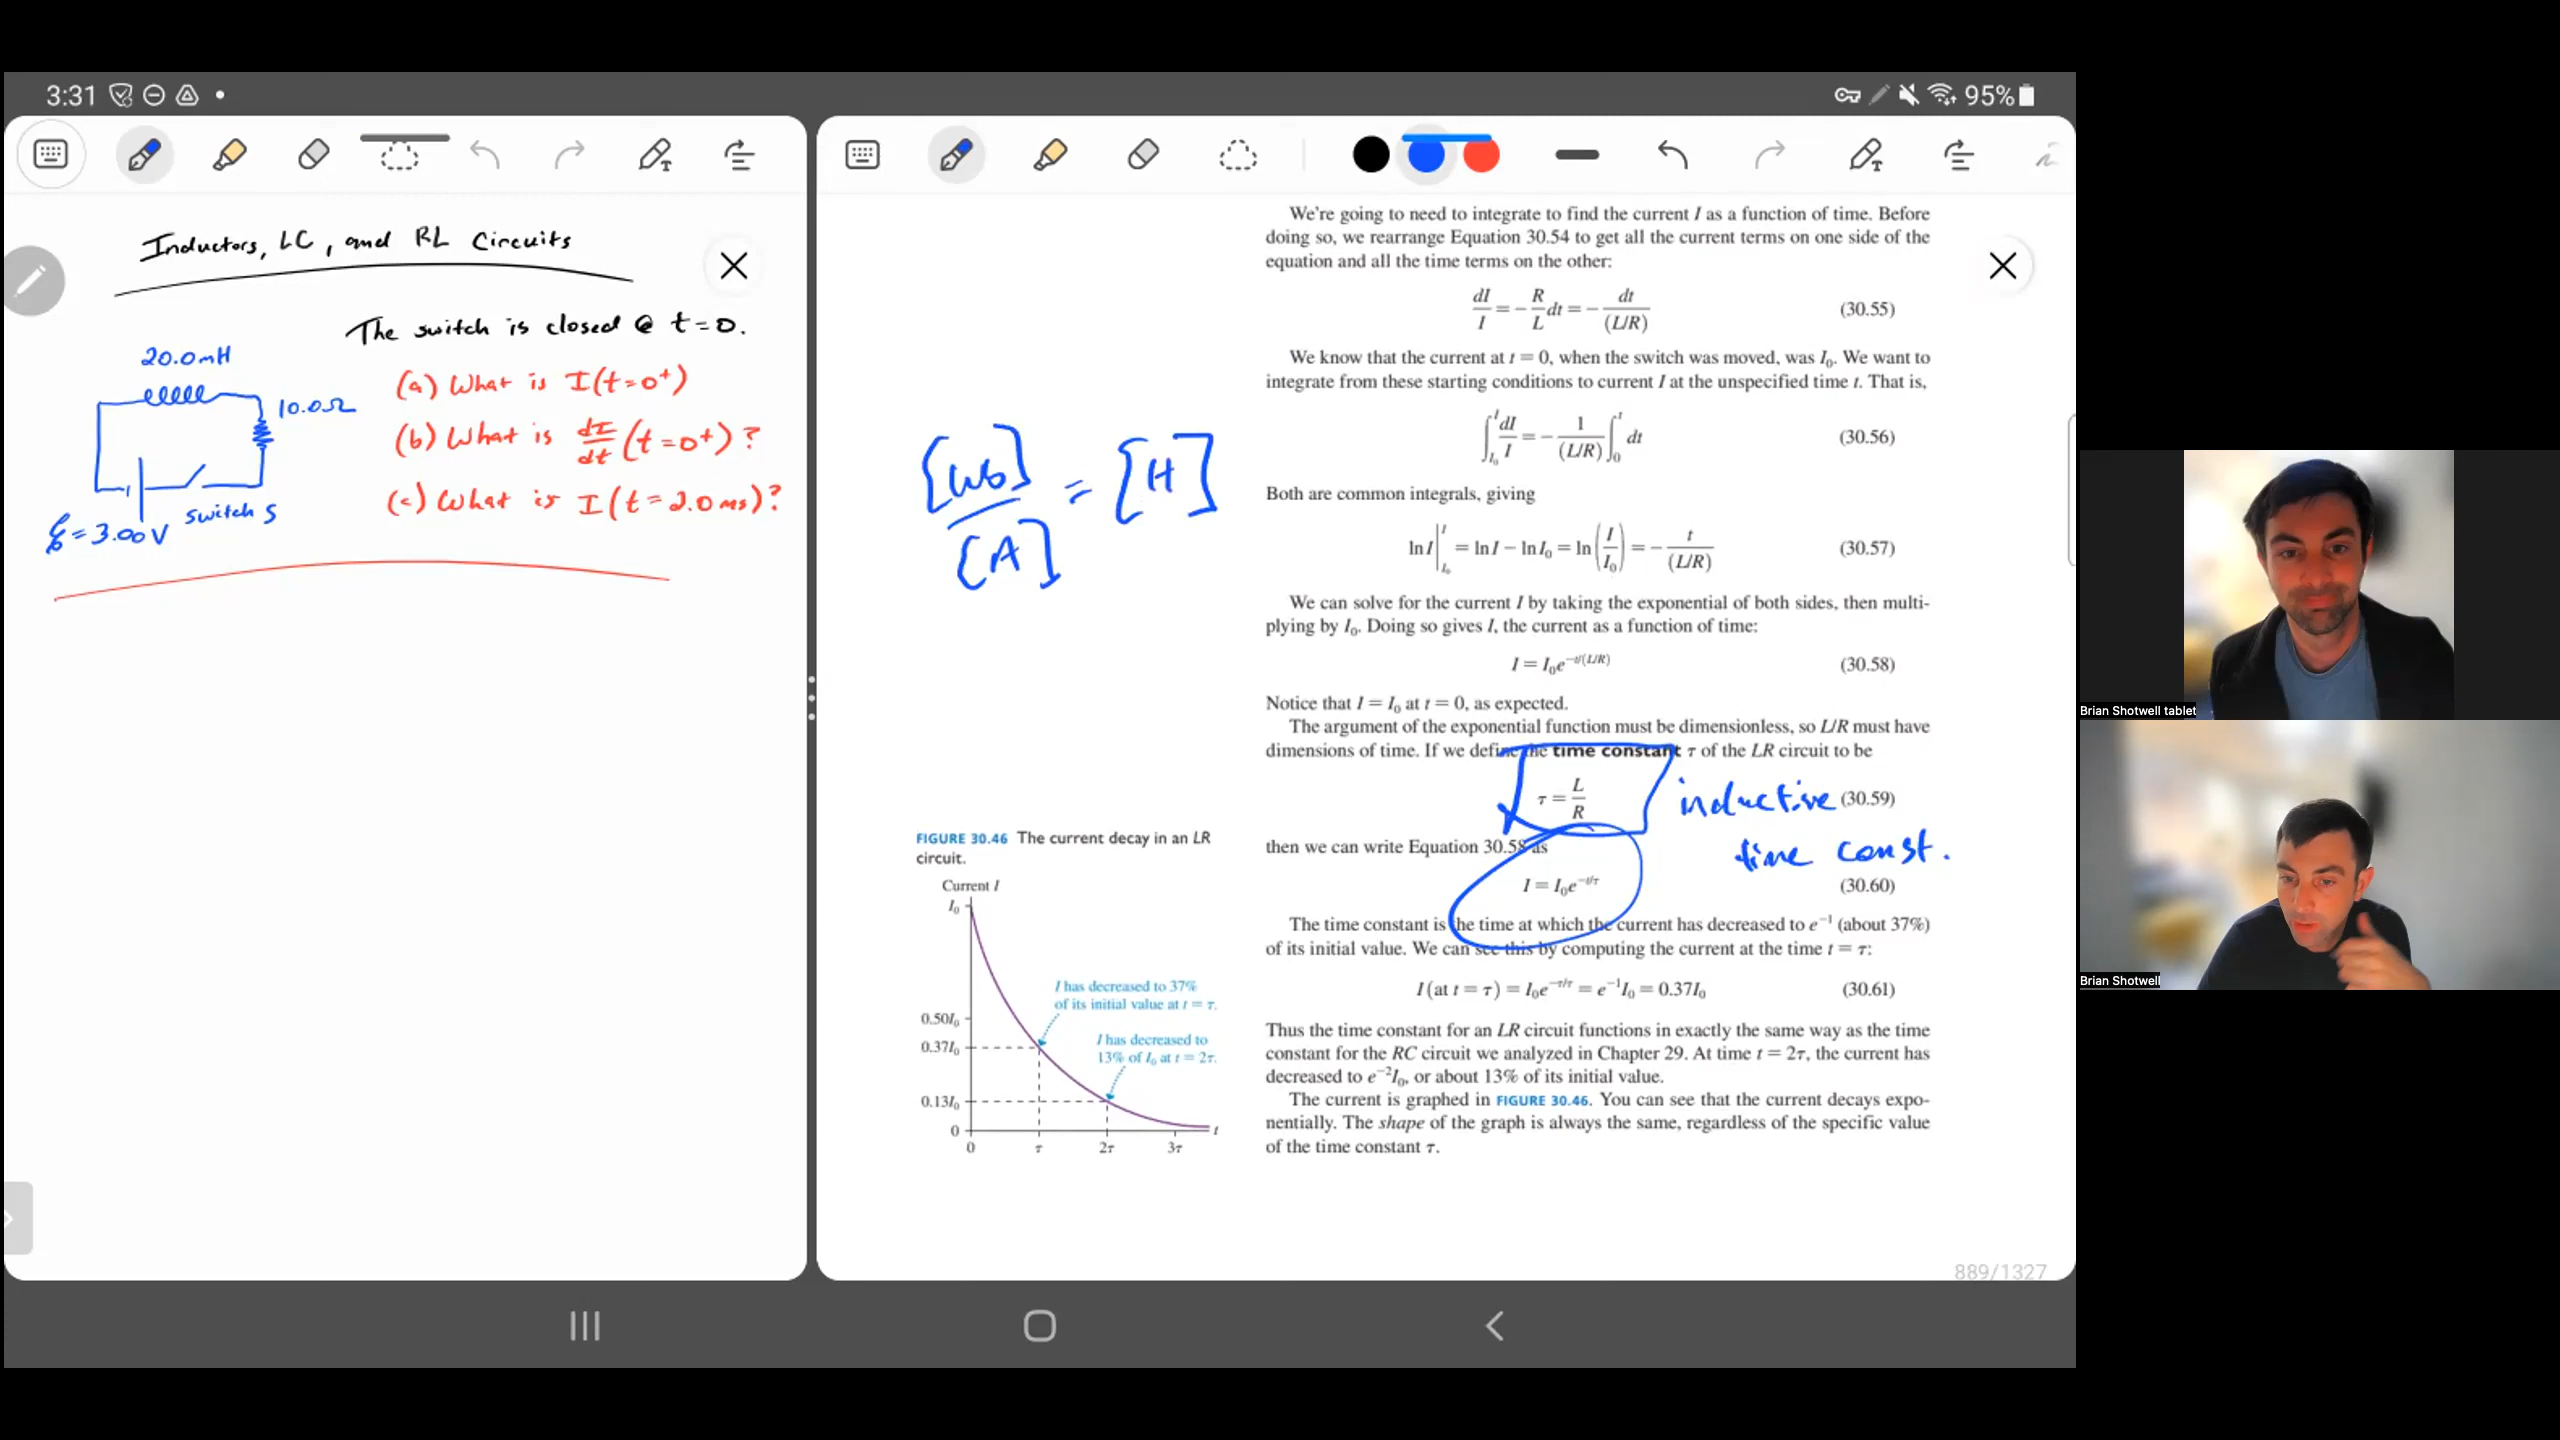 3:31
95%
Inductors, LC, and RL Circuits
The switch is closed @ t=0.
20.0mH
10.0Ω
(a) What is I(t=0⁺)
(b) What is dI/dt (t=0⁺)?
(c) What is I(t=2.0ms)?
Switch S
ℰ=3.00V
We're going to need to integrate to find the current I as a function of time. Before
doing so, we rearrange Equation 30.54 to get all the current terms on one side of the
equation and all the time terms on the other:
dI/I = −R/L dt = − dt/(L/R) (30.55)
We know that the current at t = 0, when the switch was moved, was I₀. We want to
integrate from these starting conditions to current I at the unspecified time t. That is,
∫_{I₀}^{I} dI/I = − 1/(L/R) ∫_0^t dt (30.56)
[Wb]/[A] = [H]
Both are common integrals, giving
ln I |_{I₀}^{I} = ln I − ln I₀ = ln(I/I₀) = − t/(L/R) (30.57)
We can solve for the current I by taking the exponential of both sides, then multi-
plying by I₀. Doing so gives I, the current as a function of time:
I = I₀e^{−t/(L/R)} (30.58)
Notice that I = I₀ at t = 0, as expected.
The argument of the exponential function must be dimensionless, so L/R must have
dimensions of time. If we define the time constant τ of the LR circuit to be
τ = L/R (30.59)
inductive
time const.
then we can write Equation 30.58 as
I = I₀e^{−t/τ} (30.60)
The time constant is the time at which the current has decreased to e⁻¹ (about 37%)
of its initial value. We can see this by computing the current at the time t = τ:
I (at t = τ) = I₀e^{−τ/τ} = e⁻¹I₀ = 0.37I₀ (30.61)
Thus the time constant for an LR circuit functions in exactly the same way as the time
constant for the RC circuit we analyzed in Chapter 29. At time t = 2τ, the current has
decreased to e⁻²I₀, or about 13% of its initial value.
The current is graphed in FIGURE 30.46. You can see that the current decays expo-
nentially. The shape of the graph is always the same, regardless of the specific value
of the time constant τ.
FIGURE 30.46 The current decay in an LR
circuit.
Current I
I₀
I has decreased to 37%
of its initial value at t = τ.
0.50I₀
I has decreased to
13% of I₀ at t = 2τ.
0.37I₀
0.13I₀
0
t
0 τ 2τ 3τ
889/1327
Brian Shotwell tablet
Brian Shotwell